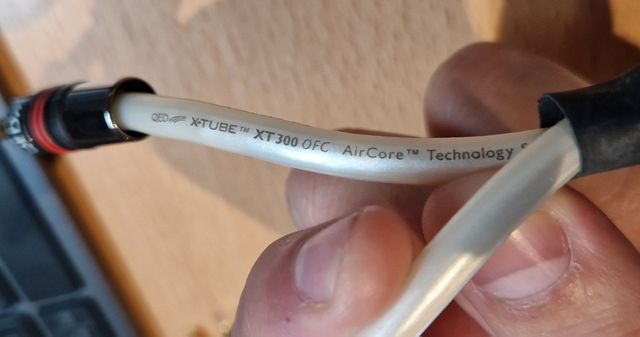 QED X-TUBE™ XT300 OFC AirCore™ Technology S